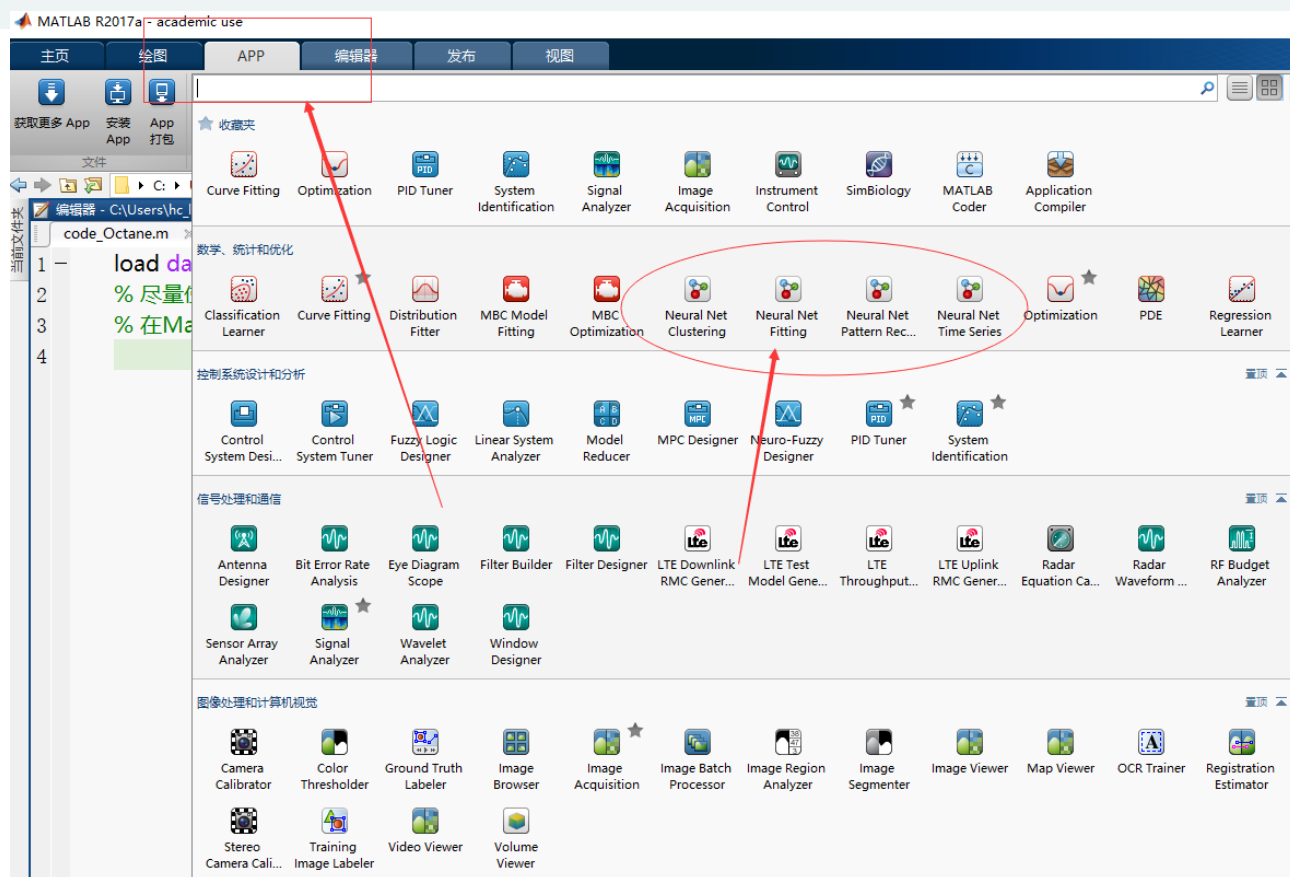 MATLAB R2017a - academic use
主页 绘图 APP 编辑器 发布 视图
获取更多 App 安装 App App 打包
文件
C:
编辑器 - C:\Users\hc_l
当前文件夹
code_Octane.m
1 load da
2 % 尽量
3 % 在Ma
4
收藏夹
Curve Fitting Optimization PID Tuner System Identification Signal Analyzer Image Acquisition Instrument Control SimBiology MATLAB Coder Application Compiler
数学、统计和优化
Classification Learner Curve Fitting Distribution Fitter MBC Model Fitting MBC Optimization Neural Net Clustering Neural Net Fitting Neural Net Pattern Rec... Neural Net Time Series Optimization PDE Regression Learner
控制系统设计和分析 置顶
Control System Desi... Control System Tuner Fuzzy Logic Designer Linear System Analyzer Model Reducer MPC Designer Neuro-Fuzzy Designer PID Tuner System Identification
信号处理和通信 置顶
Antenna Designer Bit Error Rate Analysis Eye Diagram Scope Filter Builder Filter Designer LTE Downlink RMC Gener... LTE Test Model Gene... LTE Throughput... LTE Uplink RMC Gener... Radar Equation Ca... Radar Waveform ... RF Budget Analyzer
Sensor Array Analyzer Signal Analyzer Wavelet Analyzer Window Designer
图像处理和计算机视觉 置顶
Camera Calibrator Color Thresholder Ground Truth Labeler Image Browser Image Acquisition Image Batch Processor Image Region Analyzer Image Segmenter Image Viewer Map Viewer OCR Trainer Registration Estimator
Stereo Camera Cali... Training Image Labeler Video Viewer Volume Viewer